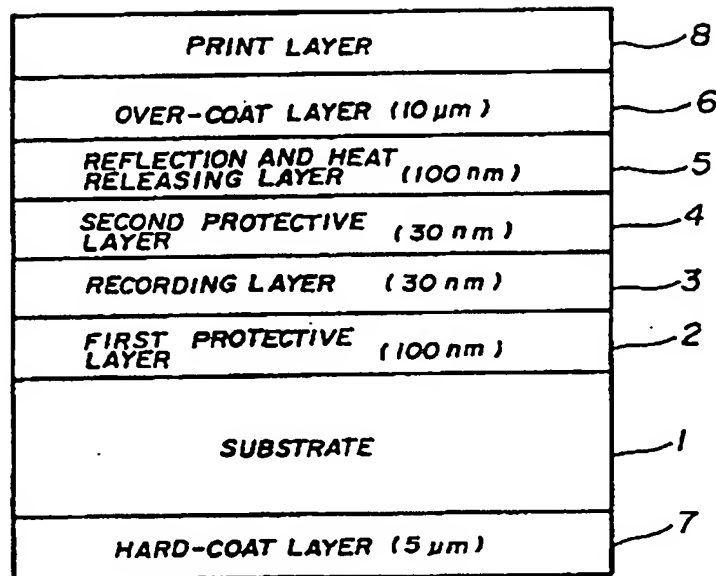 PRINT LAYER 8
OVER-COAT LAYER (10 µm) 6
REFLECTION AND HEAT
RELEASING LAYER (100 nm) 5
SECOND PROTECTIVE
LAYER (30 nm) 4
RECORDING LAYER (30 nm) 3
FIRST PROTECTIVE
LAYER (100 nm) 2
SUBSTRATE 1
HARD-COAT LAYER (5 µm) 7